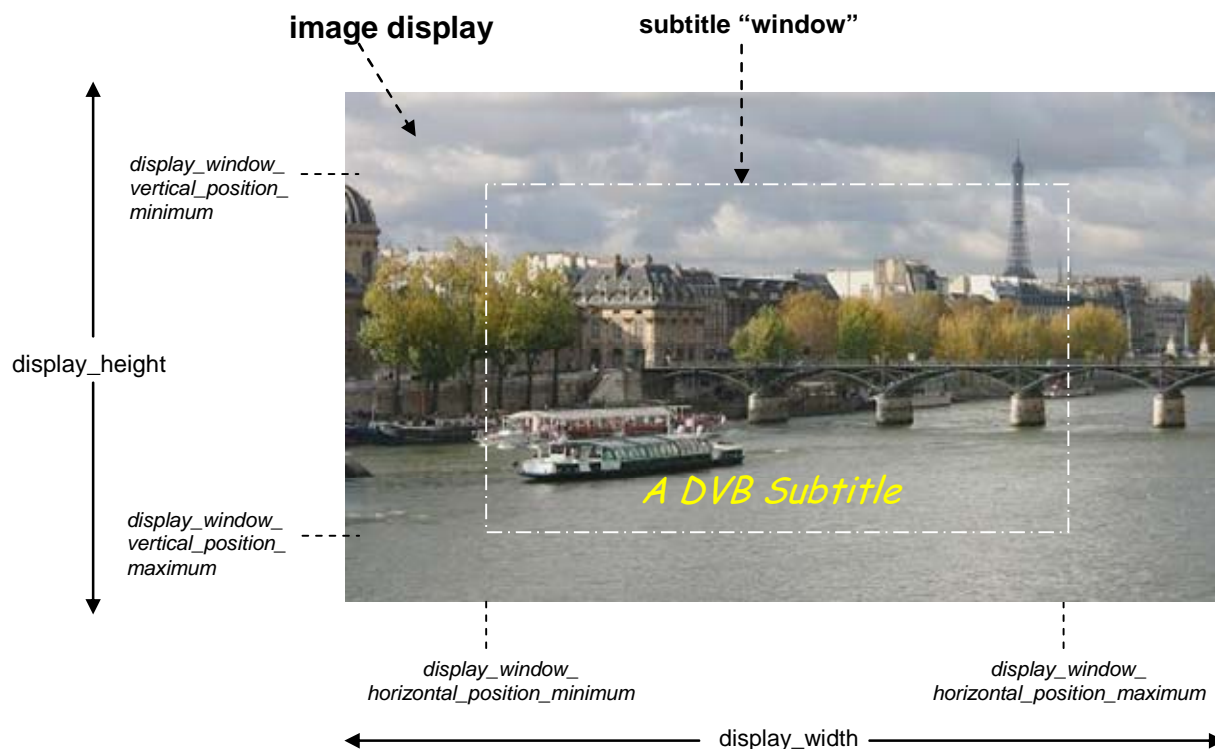 image display
subtitle “window”
display_window_
vertical_position_
minimum
display_height
A DVB Subtitle
display_window_
vertical_position_
maximum
display_window_
horizontal_position_minimum
display_window_
horizontal_position_maximum
display_width